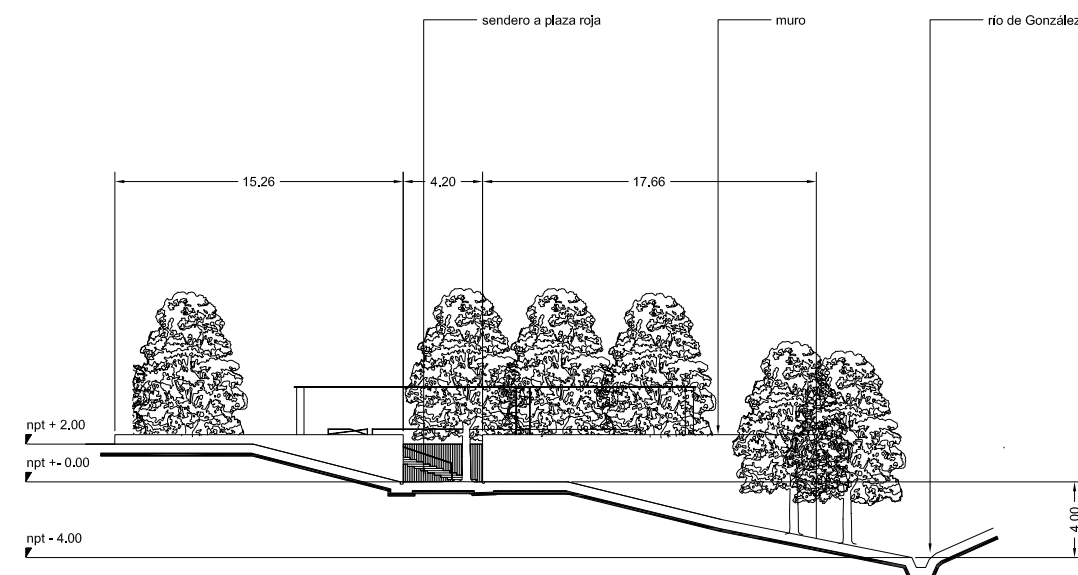 sendero a plaza roja
muro
río de González
15.26
4.20
17.66
npt + 2.00
npt +- 0.00
4.00
npt - 4.00